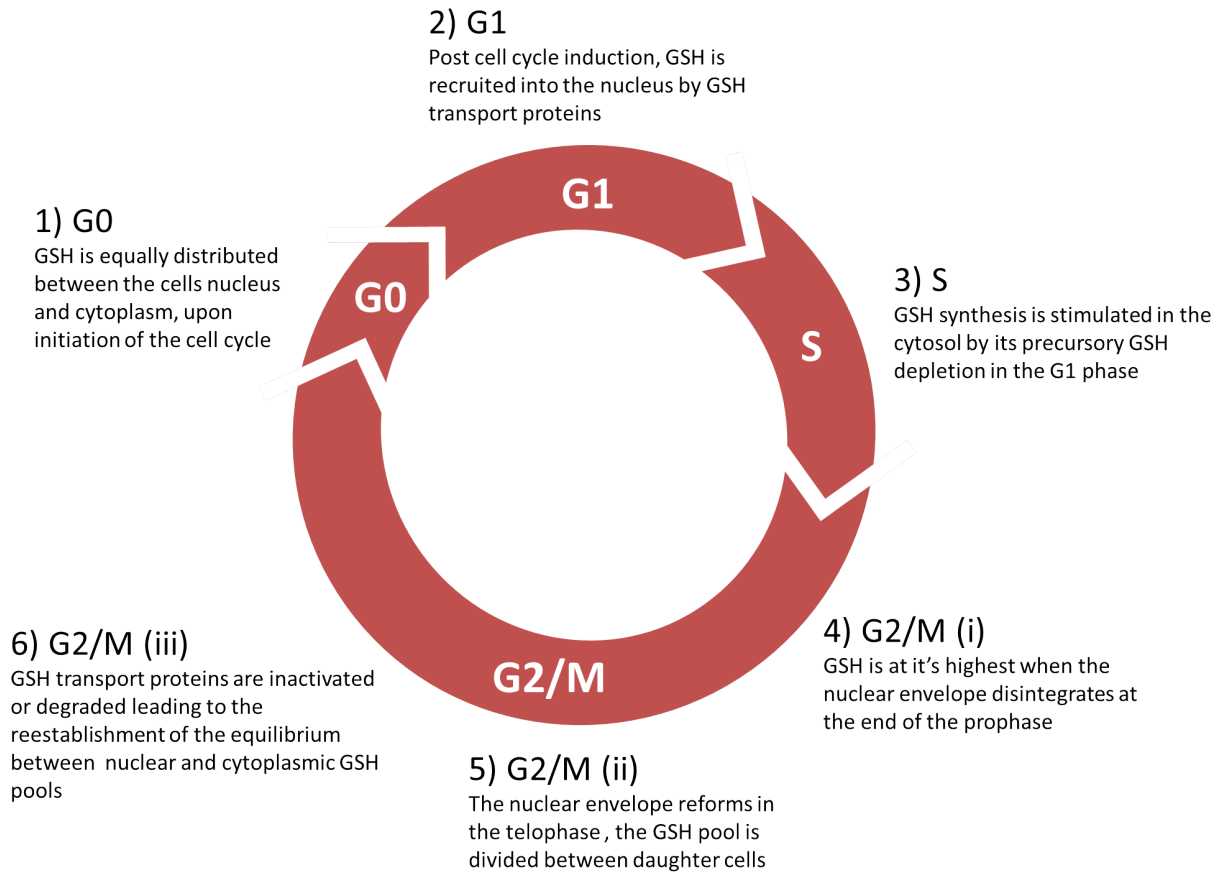 2) G1
Post cell cycle induction, GSH is
recruited into the nucleus by GSH
transport proteins
G1
1) G0
GSH is equally distributed
between the cells nucleus
and cytoplasm, upon
initiation of the cell cycle
G0
3) S
GSH synthesis is stimulated in the
cytosol by its precursory GSH
depletion in the G1 phase
S
4) G2/M (i)
GSH is at it’s highest when the
nuclear envelope disintegrates at
the end of the prophase
G2/M
5) G2/M (ii)
The nuclear envelope reforms in
the telophase , the GSH pool is
divided between daughter cells
6) G2/M (iii)
GSH transport proteins are inactivated
or degraded leading to the
reestablishment of the equilibrium
between  nuclear and cytoplasmic GSH
pools